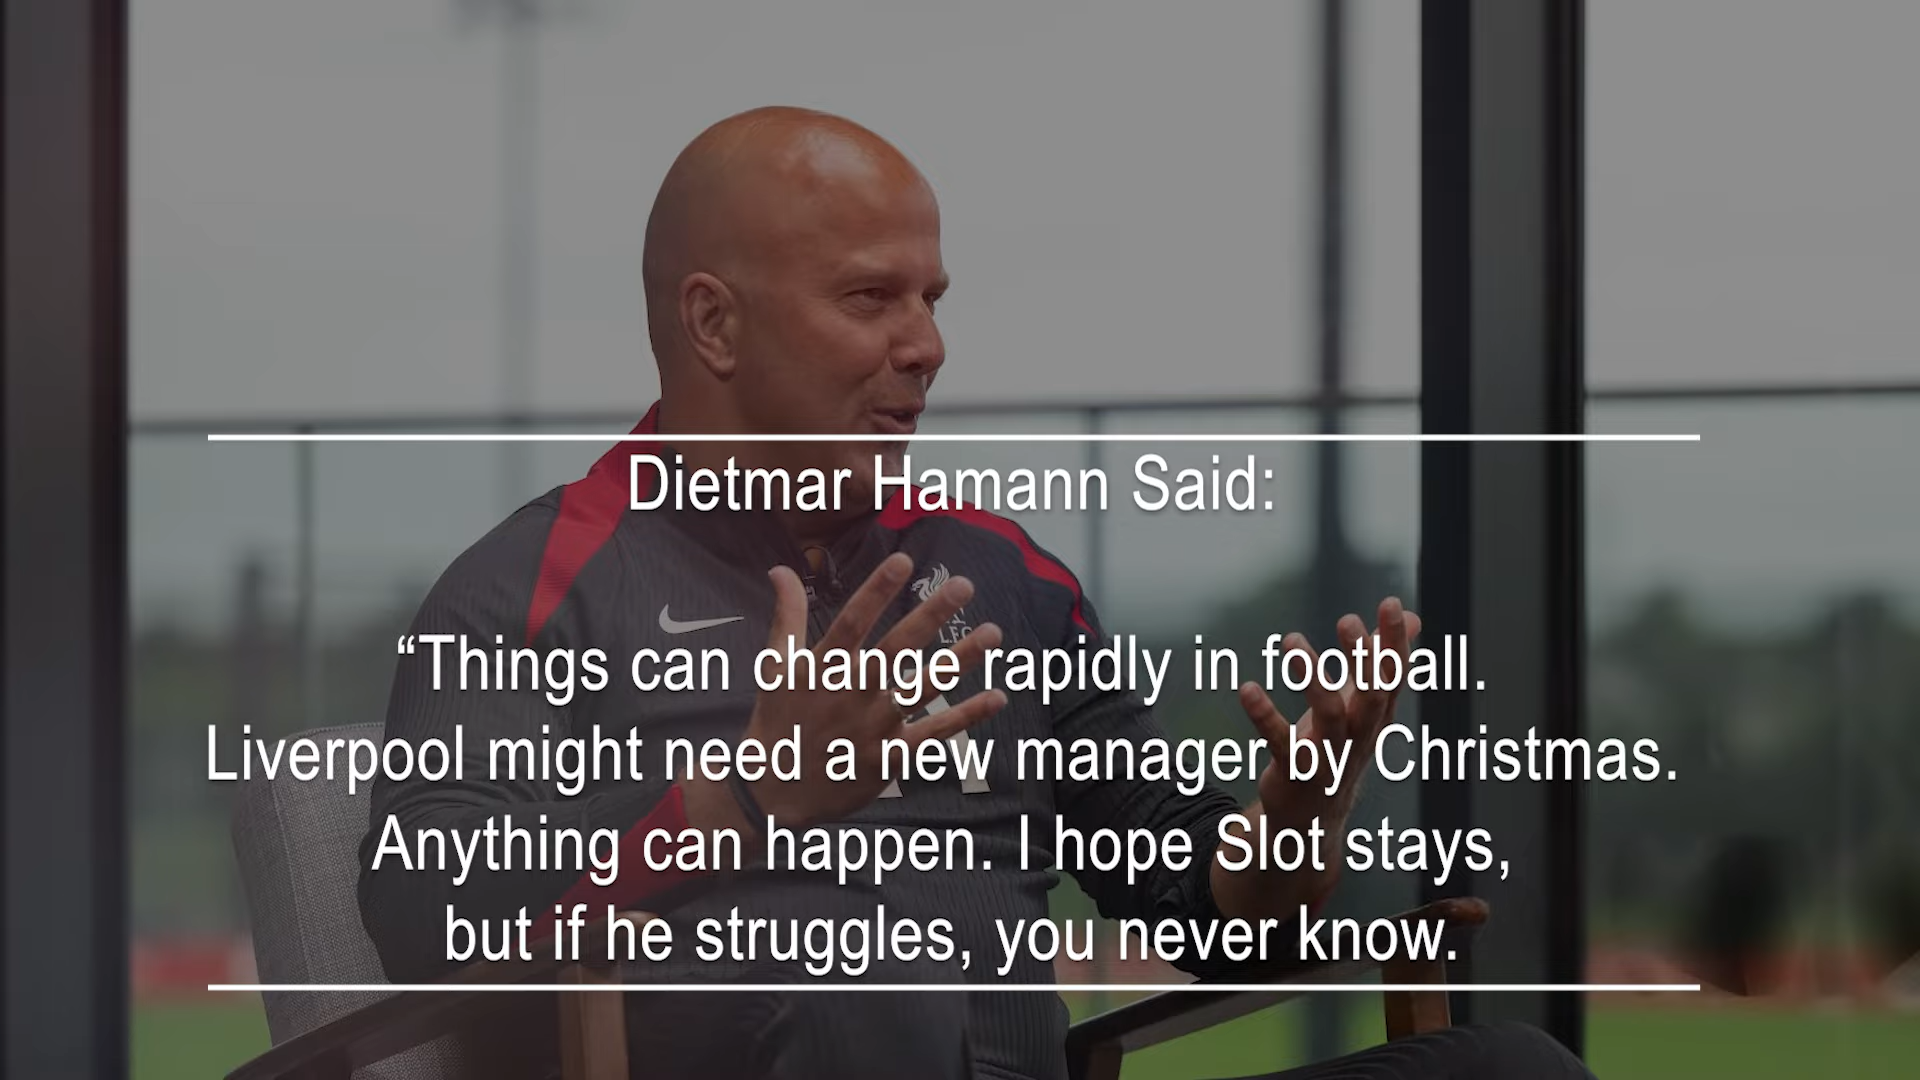 Dietmar Hamann Said:
“Things can change rapidly in football.
Liverpool might need a new manager by Christmas.
Anything can happen. I hope Slot stays,
but if he struggles, you never know.
L.F.C